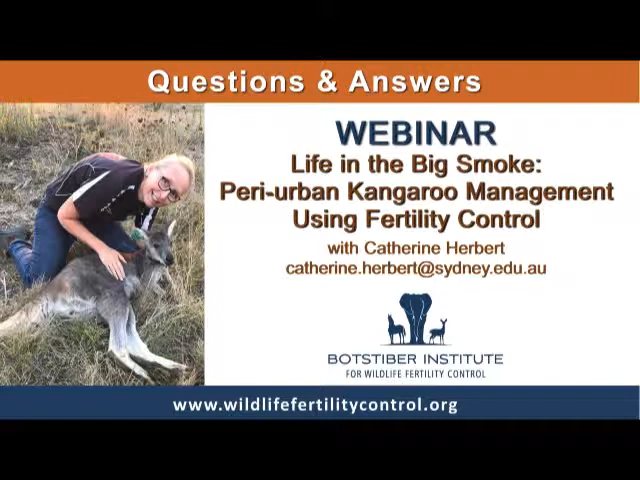 Questions & Answers
WEBINAR
Life in the Big Smoke:
Peri-urban Kangaroo Management
Using Fertility Control
with Catherine Herbert
catherine.herbert@sydney.edu.au
BOTSTIBER INSTITUTE
FOR WILDLIFE FERTILITY CONTROL
www.wildlifefertilitycontrol.org